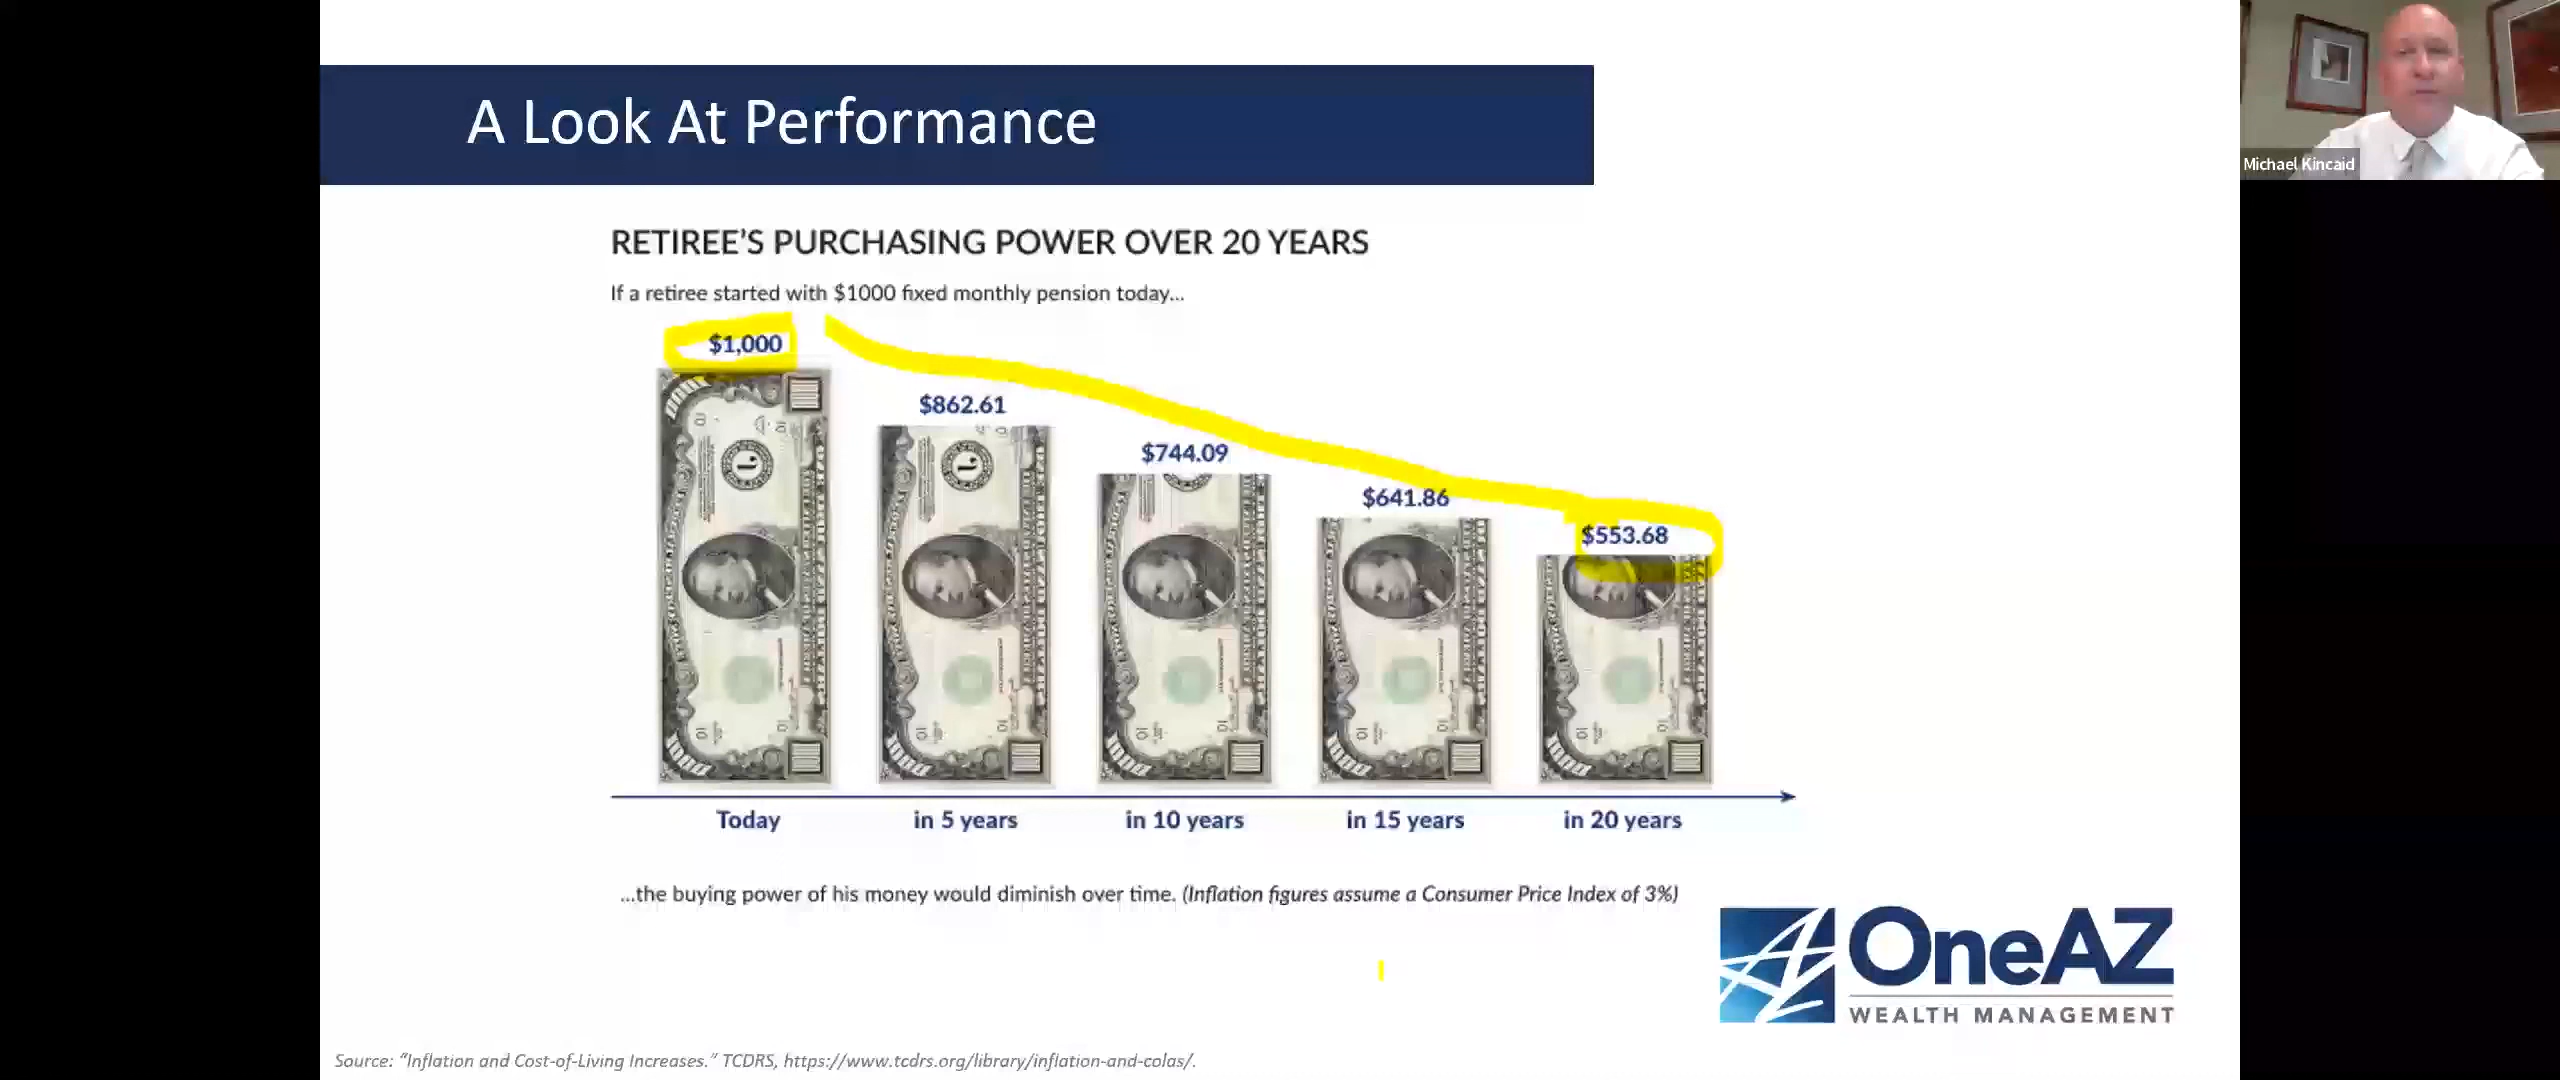 A Look At Performance
Michael Kincaid
RETIREE'S PURCHASING POWER OVER 20 YEARS
If a retiree started with $1000 fixed monthly pension today...
$1,000
$862.61
$744.09
$641.86
$553.68
Today
in 5 years
in 10 years
in 15 years
in 20 years
...the buying power of his money would diminish over time. (Inflation figures assume a Consumer Price Index of 3%)
OneAZ
WEALTH MANAGEMENT
Source: “Inflation and Cost-of-Living Increases.” TCDRS, https://www.tcdrs.org/library/inflation-and-colas/.